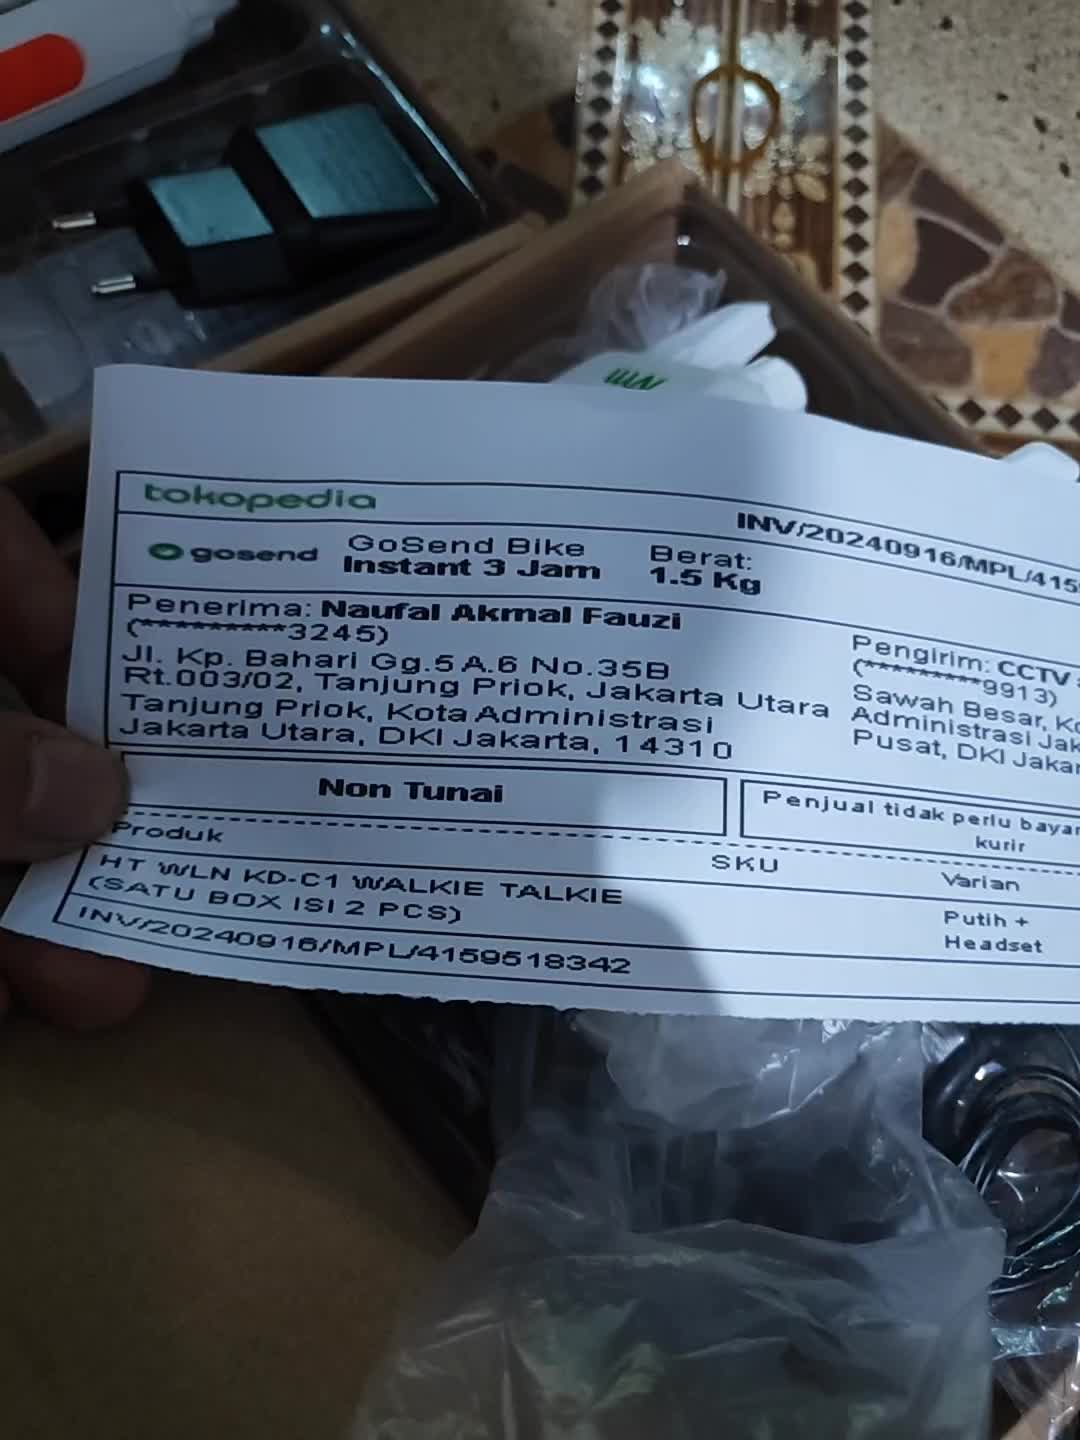 tokopedia
INV/20240916/MPL/415
gosend
GoSend Bike
Instant 3 Jam
Berat:
1.5 Kg
Penerima: Naufal Akmal Fauzi
(*********3245)
Jl. Kp. Bahari Gg.5 A.6 No.35B
Rt.003/02, Tanjung Priok, Jakarta Utara
Tanjung Priok, Kota Administrasi
Jakarta Utara, DKI Jakarta, 14310
Pengirim: CCTV
(*********9913)
Sawah Besar, Ko
Administrasi Jak
Pusat, DKI Jakar
Non Tunai
Penjual tidak perlu bayar
kurir
Produk
SKU
Varian
HT WLN KD-C1 WALKIE TALKIE
(SATU BOX ISI 2 PCS)
Putih +
Headset
INV/20240916/MPL/4159518342